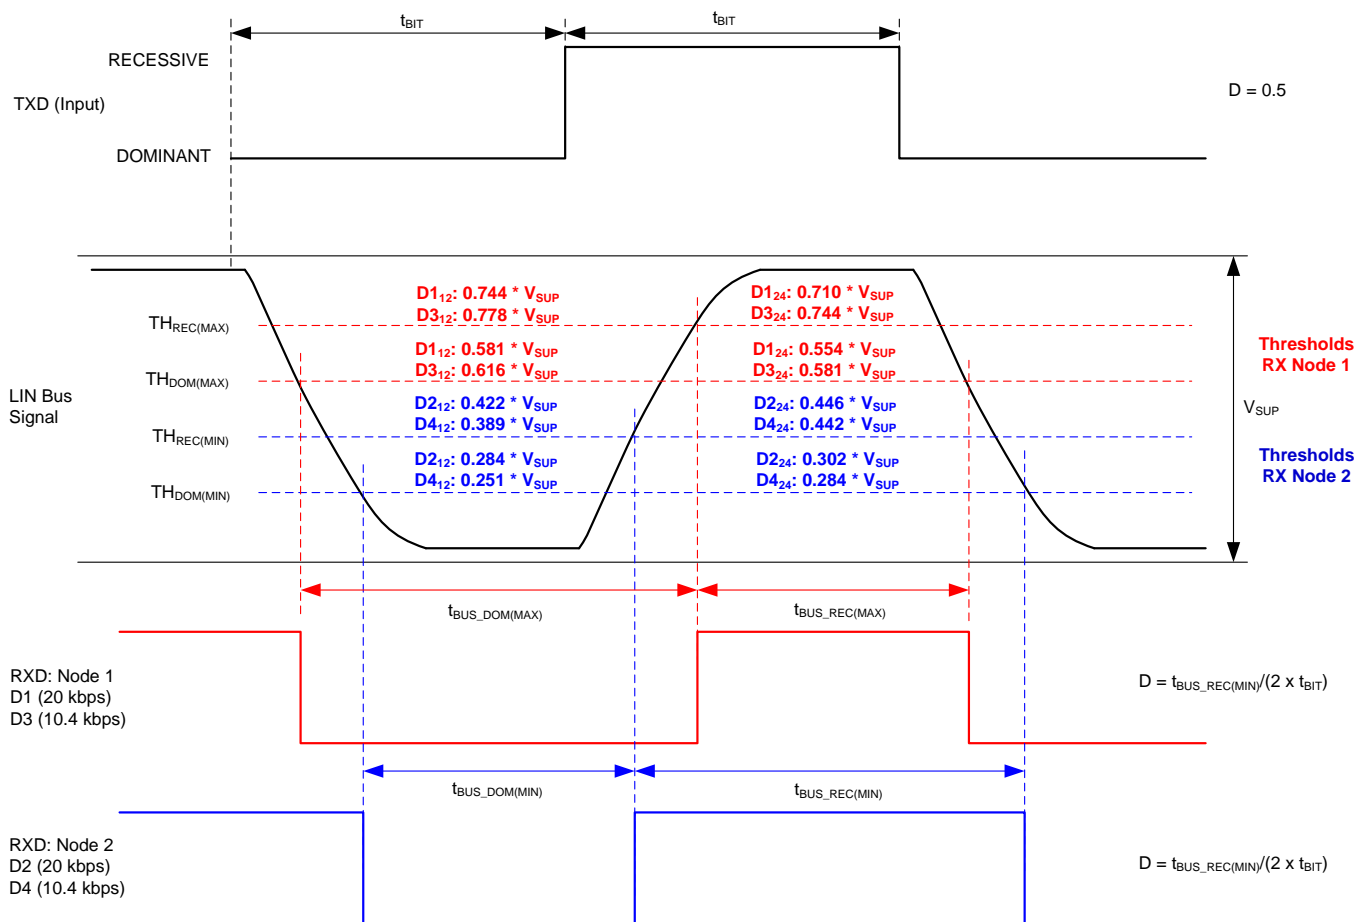 tBIT
tBIT
RECESSIVE
TXD (Input)
D = 0.5
DOMINANT
D112: 0.744 * VSUP
D312: 0.778 * VSUP
D124: 0.710 * VSUP
D324: 0.744 * VSUP
THREC(MAX)
D112: 0.581 * VSUP
D312: 0.616 * VSUP
D124: 0.554 * VSUP
D324: 0.581 * VSUP
Thresholds
RX Node 1
THDOM(MAX)
LIN Bus
Signal
D212: 0.422 * VSUP
D412: 0.389 * VSUP
D224: 0.446 * VSUP
D424: 0.442 * VSUP
VSUP
THREC(MIN)
D212: 0.284 * VSUP
D412: 0.251 * VSUP
D224: 0.302 * VSUP
D424: 0.284 * VSUP
Thresholds
RX Node 2
THDOM(MIN)
tBUS_DOM(MAX)
tBUS_REC(MAX)
RXD: Node 1
D1 (20 kbps)
D3 (10.4 kbps)
D = tBUS_REC(MIN)/(2 x tBIT)
tBUS_DOM(MIN)
tBUS_REC(MIN)
RXD: Node 2
D2 (20 kbps)
D4 (10.4 kbps)
D = tBUS_REC(MIN)/(2 x tBIT)